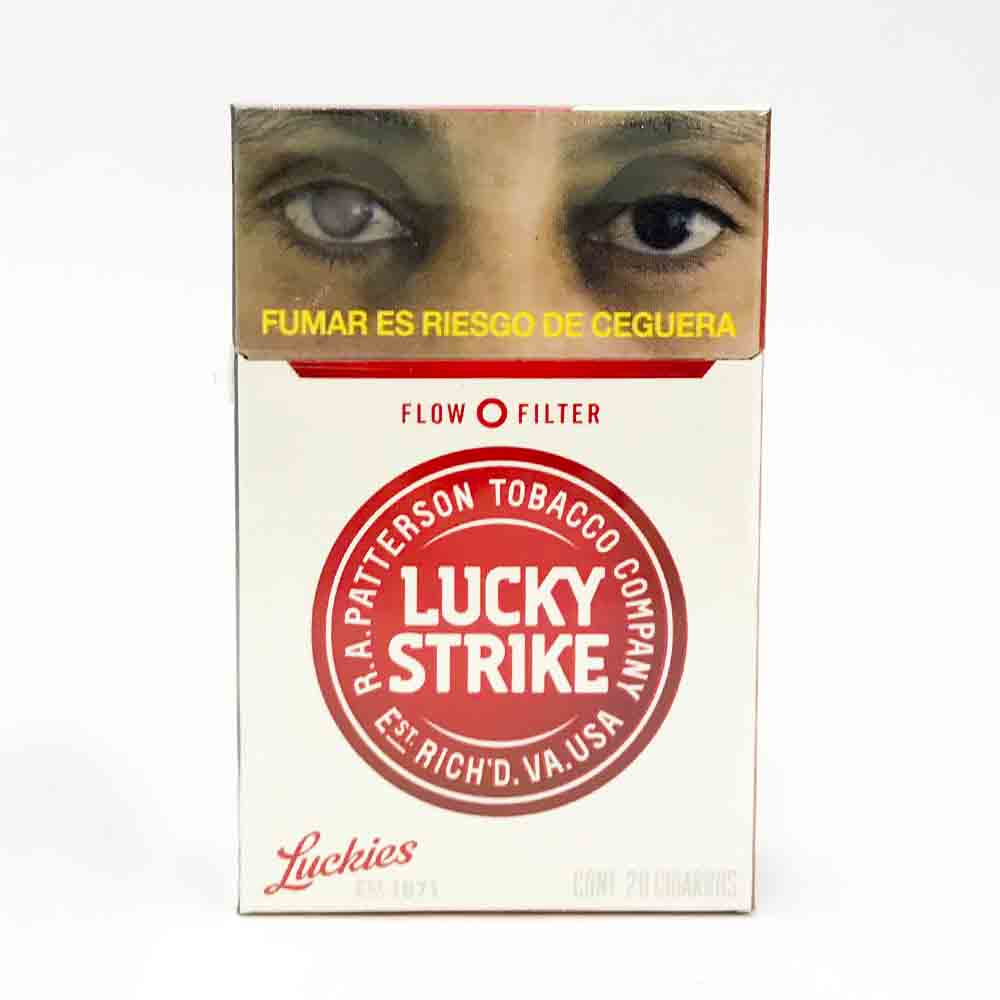 FUMAR ES RIESGO DE CEGUERA
FLOW FILTER
R.A. PATTERSON TOBACCO COMPANY
LUCKY
STRIKE
EST. RICH'D. VA. USA
Luckies
EST. 1871
CONT. 20 CIGARROS